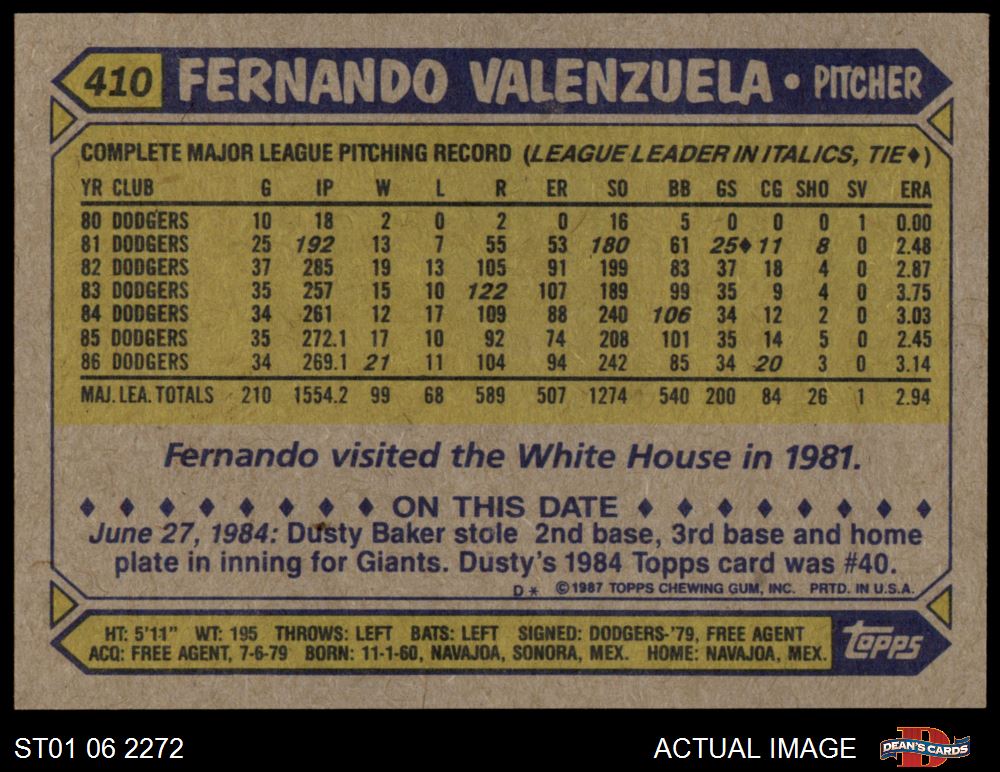 410 FERNANDO VALENZUELA • PITCHER
COMPLETE MAJOR LEAGUE PITCHING RECORD (LEAGUE LEADER IN ITALICS, TIE♦)
YR CLUB G IP W L R ER SO BB GS CG SHO SV ERA
80 DODGERS 10 18 2 0 2 0 16 5 0 0 0 1 0.00
81 DODGERS 25 192 13 7 55 53 180 61 25♦ 11 8 0 2.48
82 DODGERS 37 285 19 13 105 91 199 83 37 18 4 0 2.87
83 DODGERS 35 257 15 10 122 107 189 99 35 9 4 0 3.75
84 DODGERS 34 261 12 17 109 88 240 106 34 12 2 0 3.03
85 DODGERS 35 272.1 17 10 92 74 208 101 35 14 5 0 2.45
86 DODGERS 34 269.1 21 11 104 94 242 85 34 20 3 0 3.14
MAJ. LEA. TOTALS 210 1554.2 99 68 589 507 1274 540 200 84 26 1 2.94
Fernando visited the White House in 1981.
♦ ♦ ♦ ♦ ♦ ♦ ♦ ♦ ON THIS DATE ♦ ♦ ♦ ♦ ♦ ♦ ♦ ♦
June 27, 1984: Dusty Baker stole 2nd base, 3rd base and home
plate in inning for Giants. Dusty's 1984 Topps card was #40.
D* ©1987 TOPPS CHEWING GUM, INC. PRTD. IN U.S.A.
HT: 5'11" WT: 195 THROWS: LEFT BATS: LEFT SIGNED: DODGERS-'79, FREE AGENT
ACQ: FREE AGENT, 7-6-79 BORN: 11-1-60, NAVAJOA, SONORA, MEX. HOME: NAVAJOA, MEX.
Topps
ST01 06 2272
ACTUAL IMAGE
D
DEAN'S CARDS